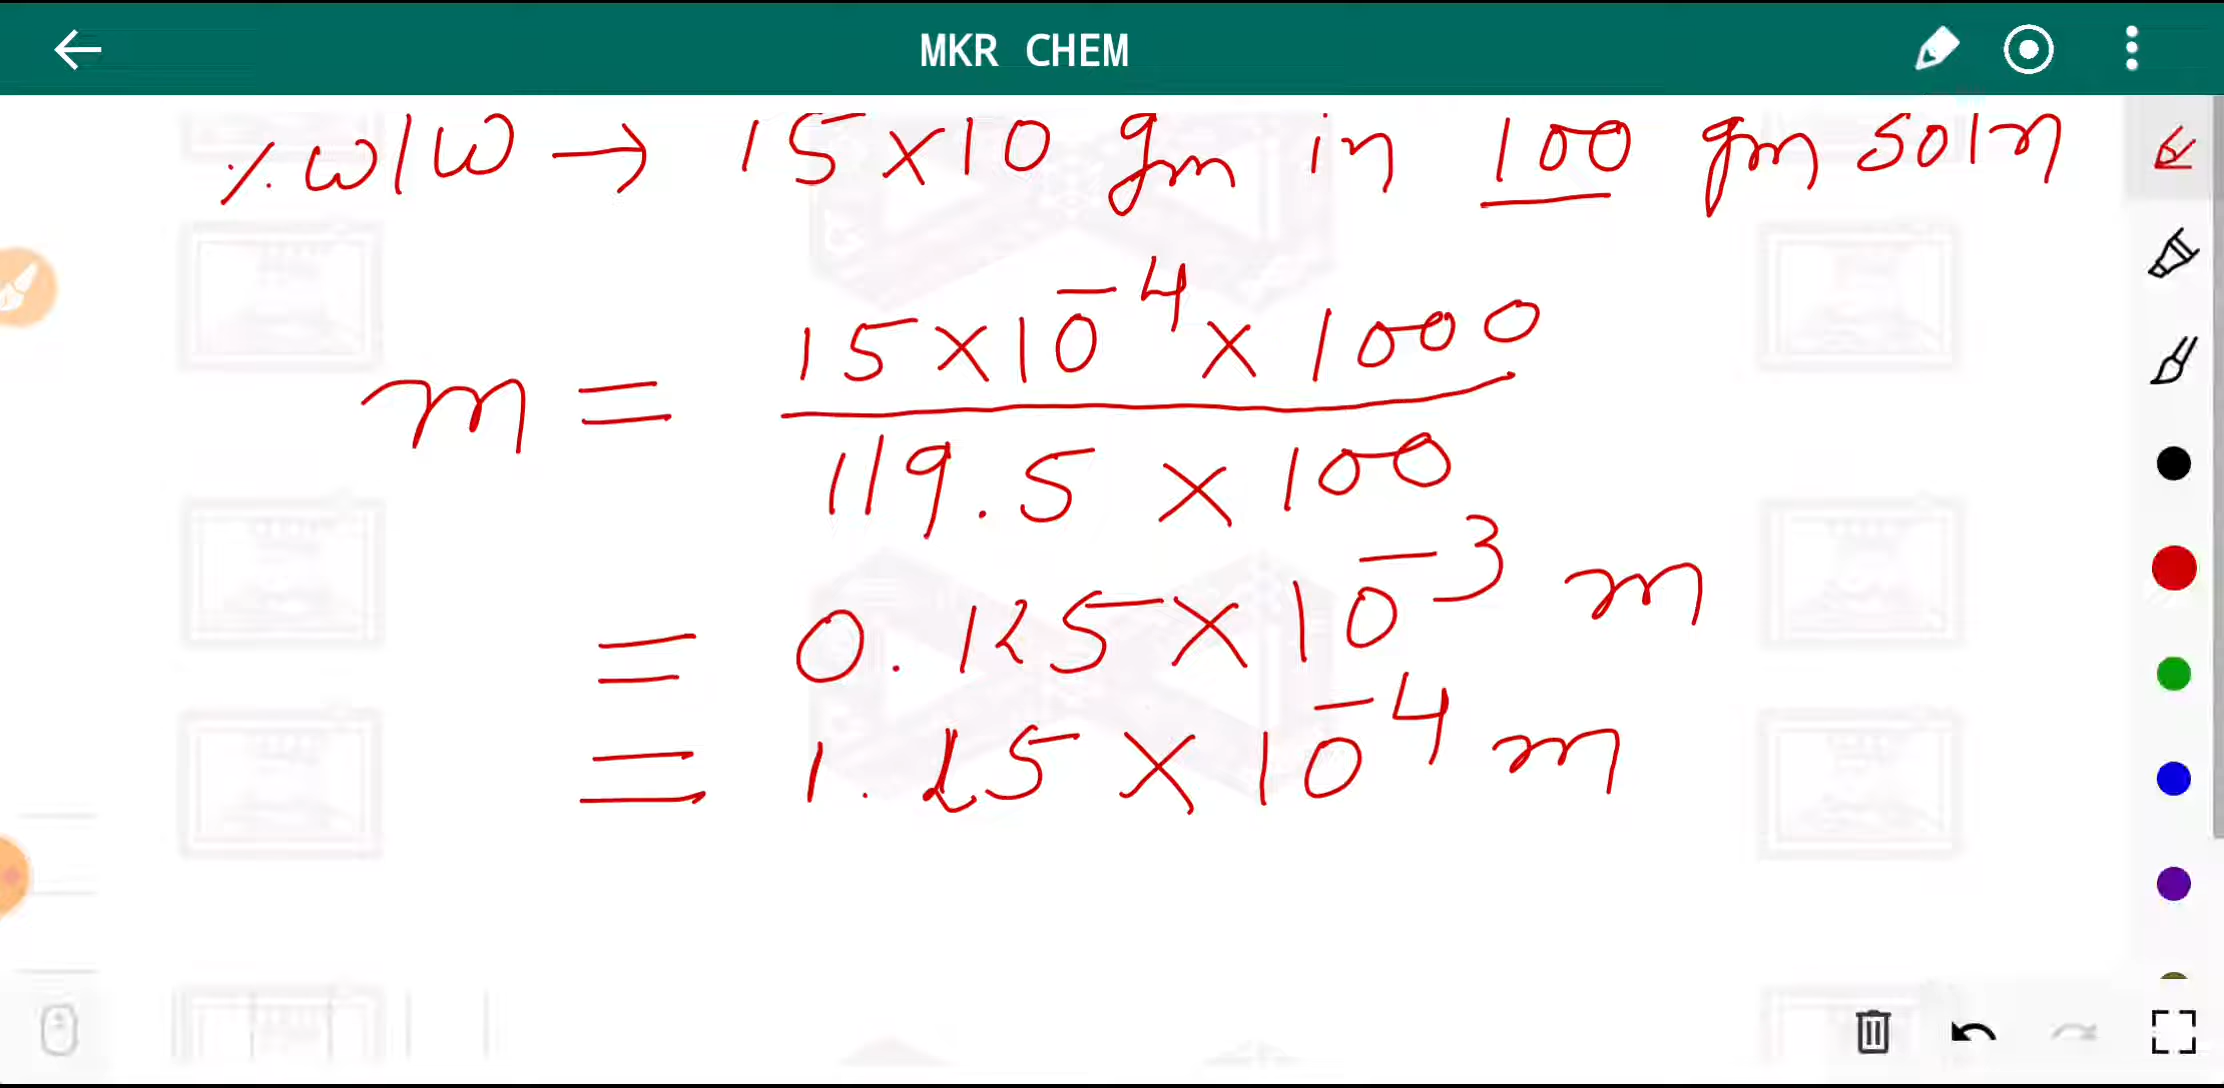 MKR CHEM
% w/w → 15×10 gm in 100 gm soln
m = 15×10⁻⁴ × 1000
119.5 × 100
= 0.125×10⁻³ m
= 1.25×10⁻⁴ m